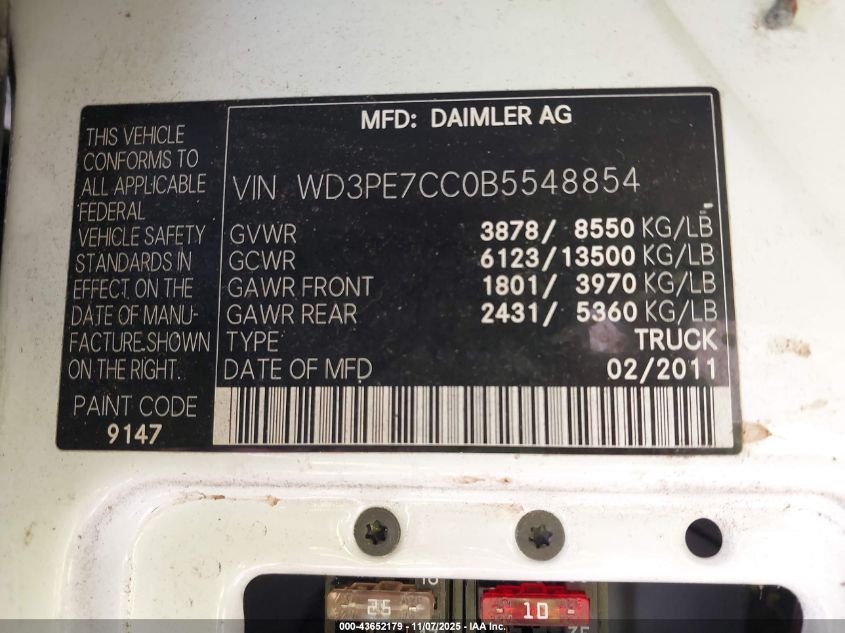 MFD: DAIMLER AG
THIS VEHICLE
CONFORMS TO
ALL APPLICABLE
FEDERAL
VEHICLE SAFETY
STANDARDS IN
EFFECT ON THE
DATE OF MANU-
FACTURE SHOWN
ON THE RIGHT.
PAINT CODE
9147
VIN WD3PE7CC0B5548854
GVWR 3878/ 8550 KG/LB
GCWR 6123/13500 KG/LB
GAWR FRONT 1801/ 3970 KG/LB
GAWR REAR 2431/ 5360 KG/LB
TYPE TRUCK
DATE OF MFD 02/2011
25
10
000-43652179 - 11/07/2025 - IAA Inc.